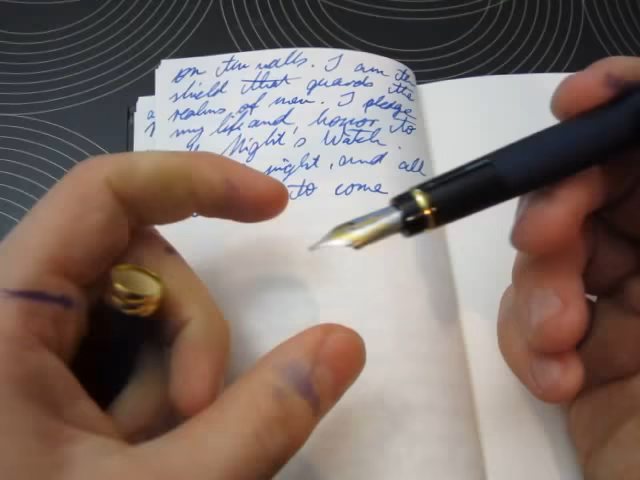 on the walls. I am the
shield that guards the
realms of men. I pledge
my life and, honor to
Night's Watch.
night, and all
to come